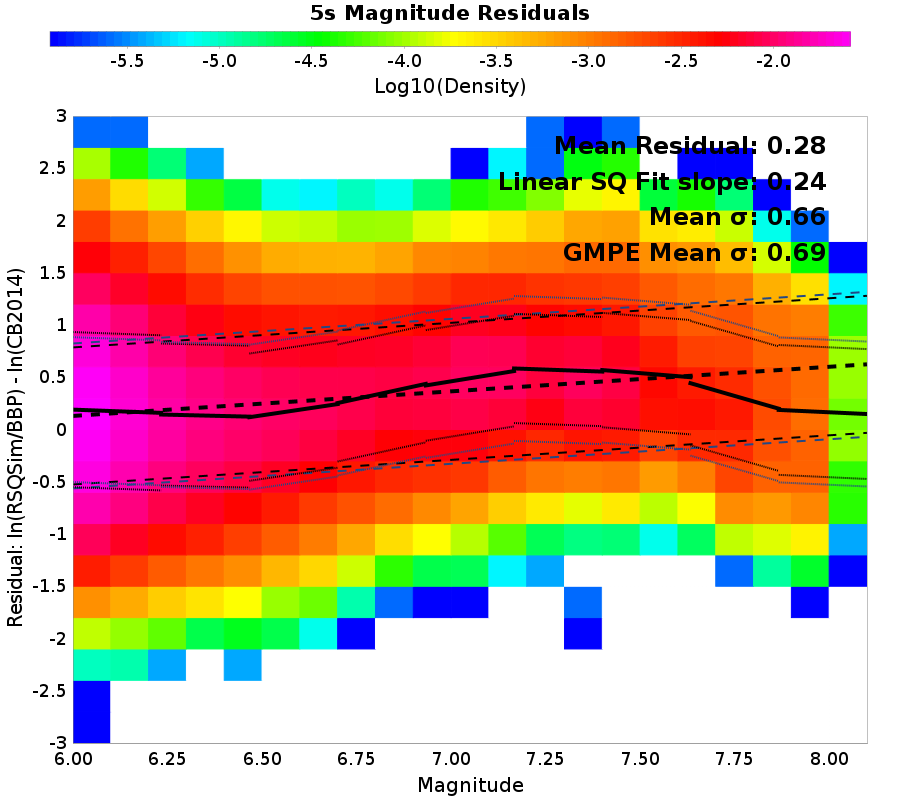 5s Magnitude Residuals
-5.5 -5.0 -4.5 -4.0 -3.5 -3.0 -2.5 -2.0
Log10(Density)
Mean Residual: 0.28
Linear SQ Fit slope: 0.24
Mean σ: 0.66
GMPE Mean σ: 0.69
Residual: ln(RSQSim/BBP) - ln(CB2014)
3
2.5
2
1.5
1
0.5
0
-0.5
-1
-1.5
-2
-2.5
-3
6.00 6.25 6.50 6.75 7.00 7.25 7.50 7.75 8.00
Magnitude